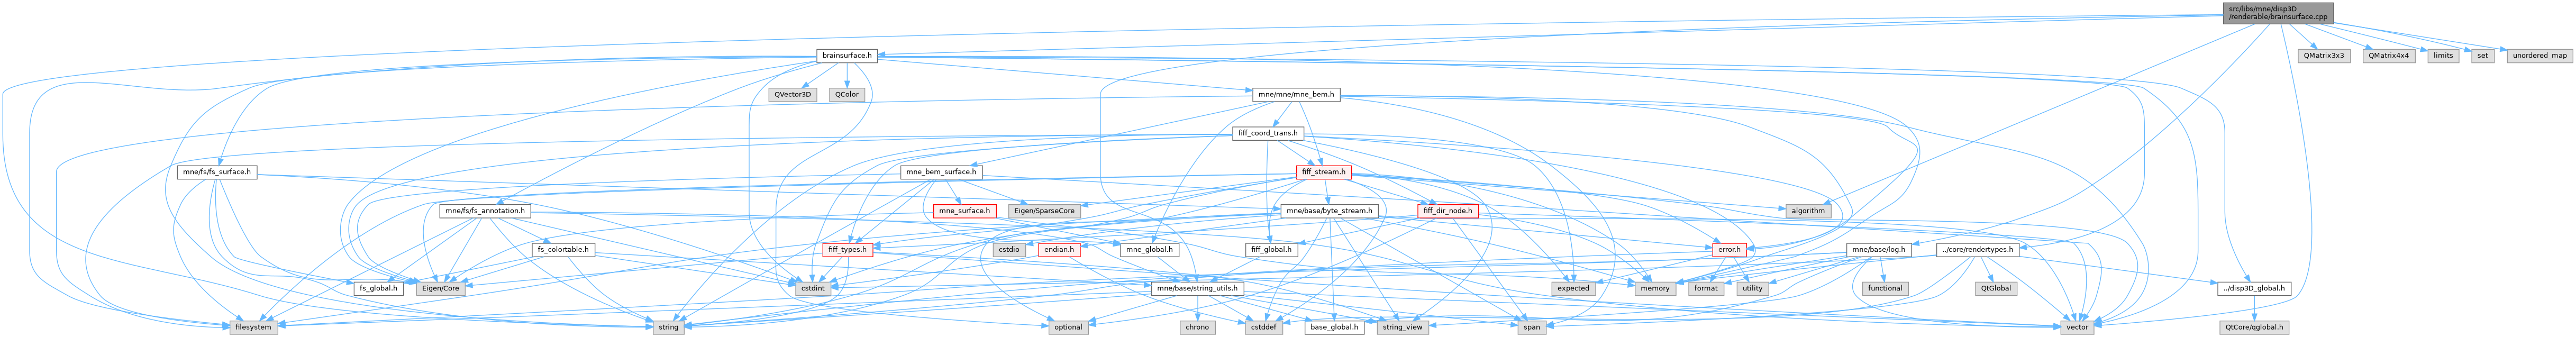 src/libs/mne/disp3D
/renderable/brainsurface.cpp
brainsurface.h
QMatrix3x3
QMatrix4x4
limits
set
unordered_map
QVector3D
QColor
mne/mne/mne_bem.h
fiff_coord_trans.h
mne/fs/fs_surface.h
mne_bem_surface.h
fiff_stream.h
mne/fs/fs_annotation.h
mne_surface.h
Eigen/SparseCore
mne/base/byte_stream.h
fiff_dir_node.h
algorithm
fs_colortable.h
cstdio
fiff_types.h
endian.h
mne_global.h
fiff_global.h
error.h
mne/base/log.h
../core/rendertypes.h
fs_global.h
Eigen/Core
cstdint
mne/base/string_utils.h
expected
memory
format
utility
functional
QtGlobal
../disp3D_global.h
filesystem
string
optional
chrono
cstddef
base_global.h
string_view
span
vector
QtCore/qglobal.h